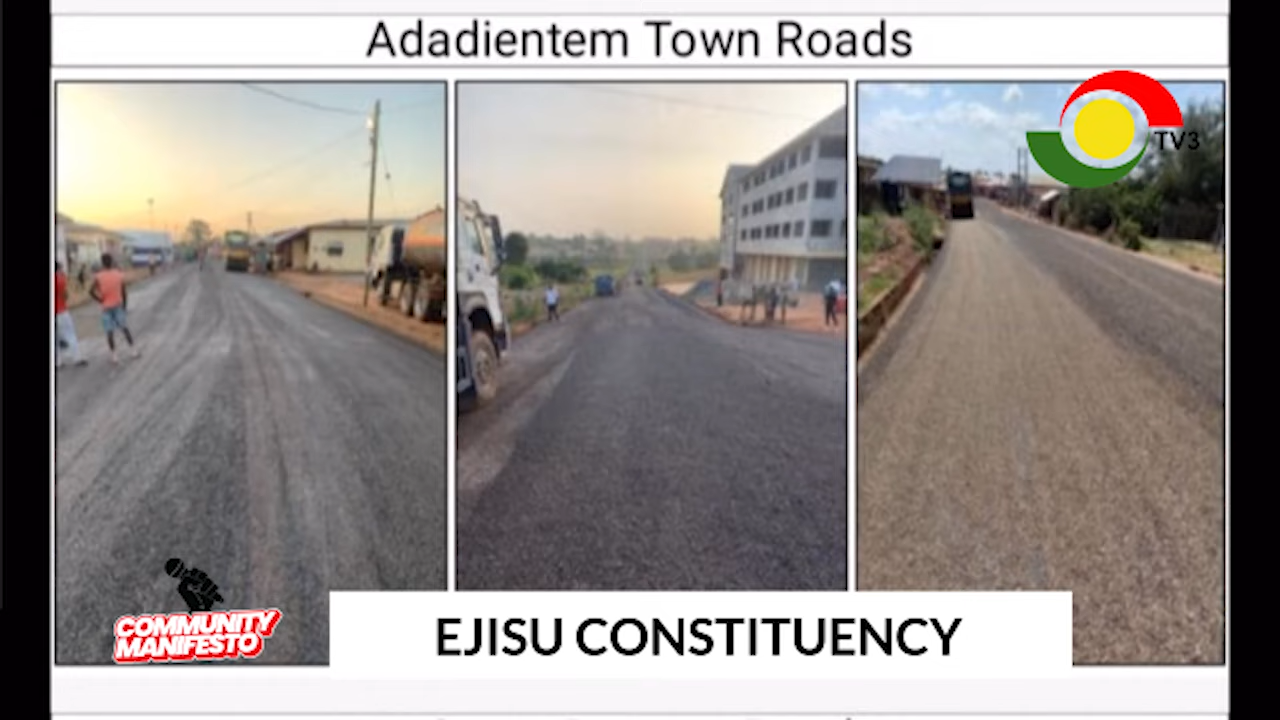 Adadientem Town Roads
TV3
COMMUNITY
MANIFESTO
EJISU CONSTITUENCY